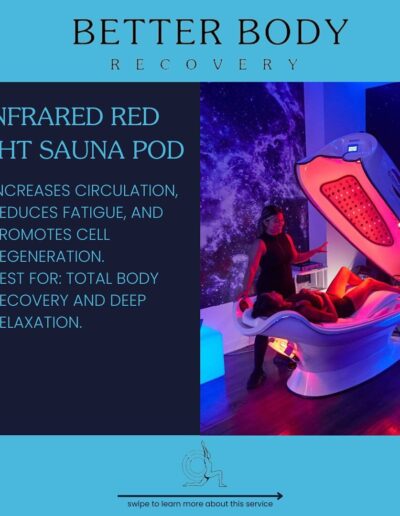 BETTER BODY
RECOVERY
NFRARED RED
HT SAUNA POD
NCREASES CIRCULATION,
EDUCES FATIGUE, AND
ROMOTES CELL
EGENERATION.
EST FOR: TOTAL BODY
ECOVERY AND DEEP
ELAXATION.
swipe to learn more about this service